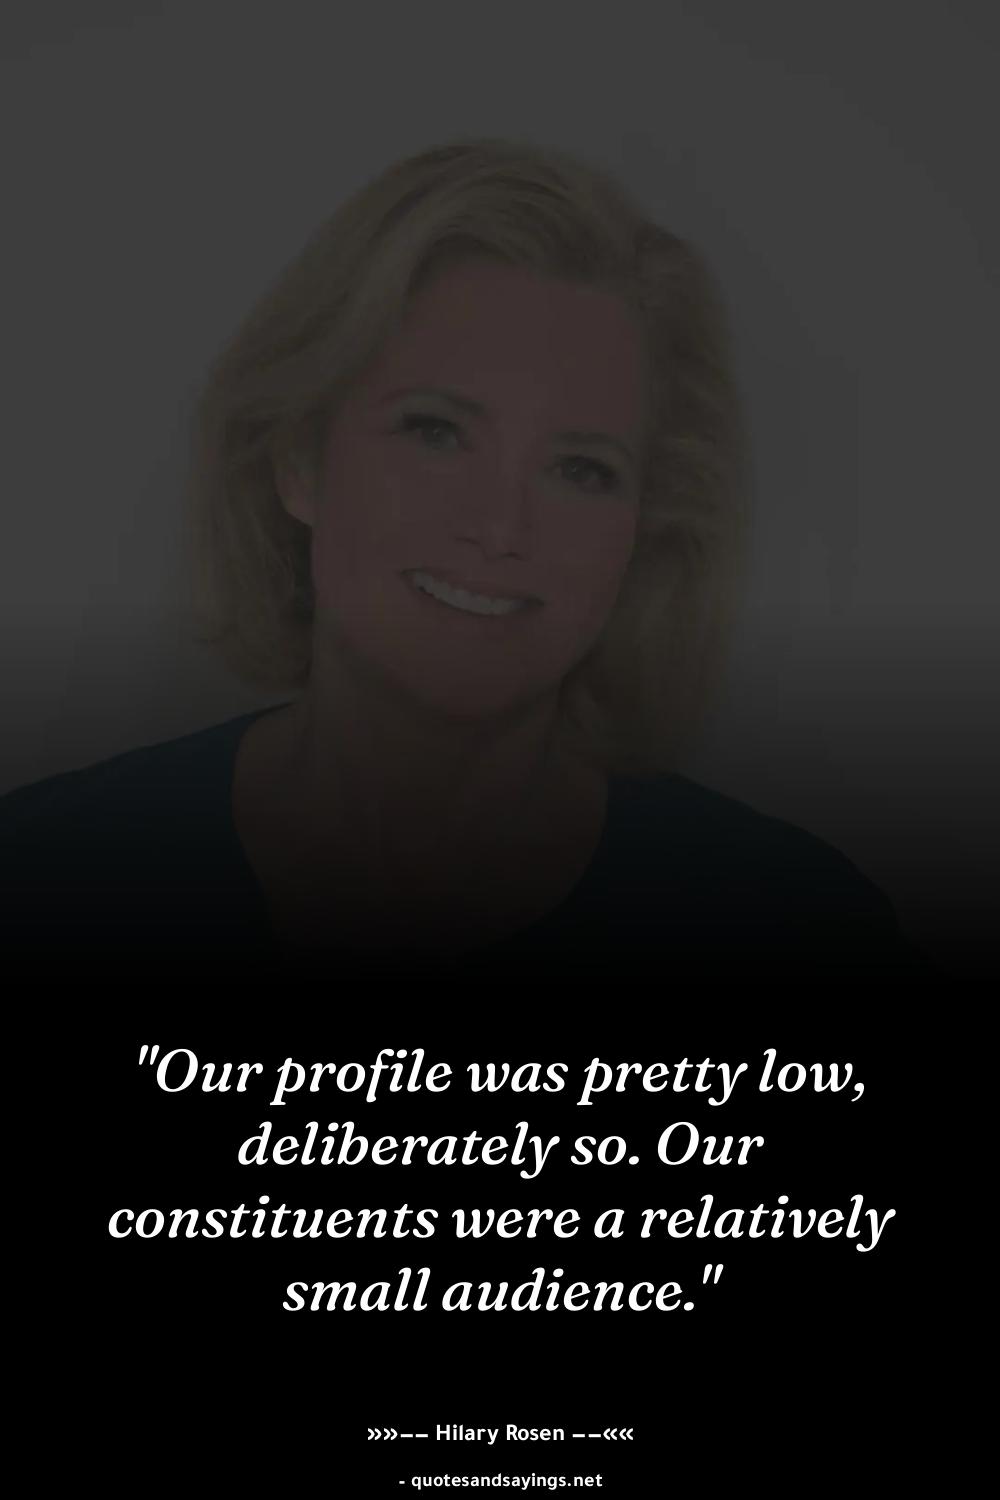 "Our profile was pretty low,
deliberately so. Our
constituents were a relatively
small audience."
»»–– Hilary Rosen ––««
- quotesandsayings.net